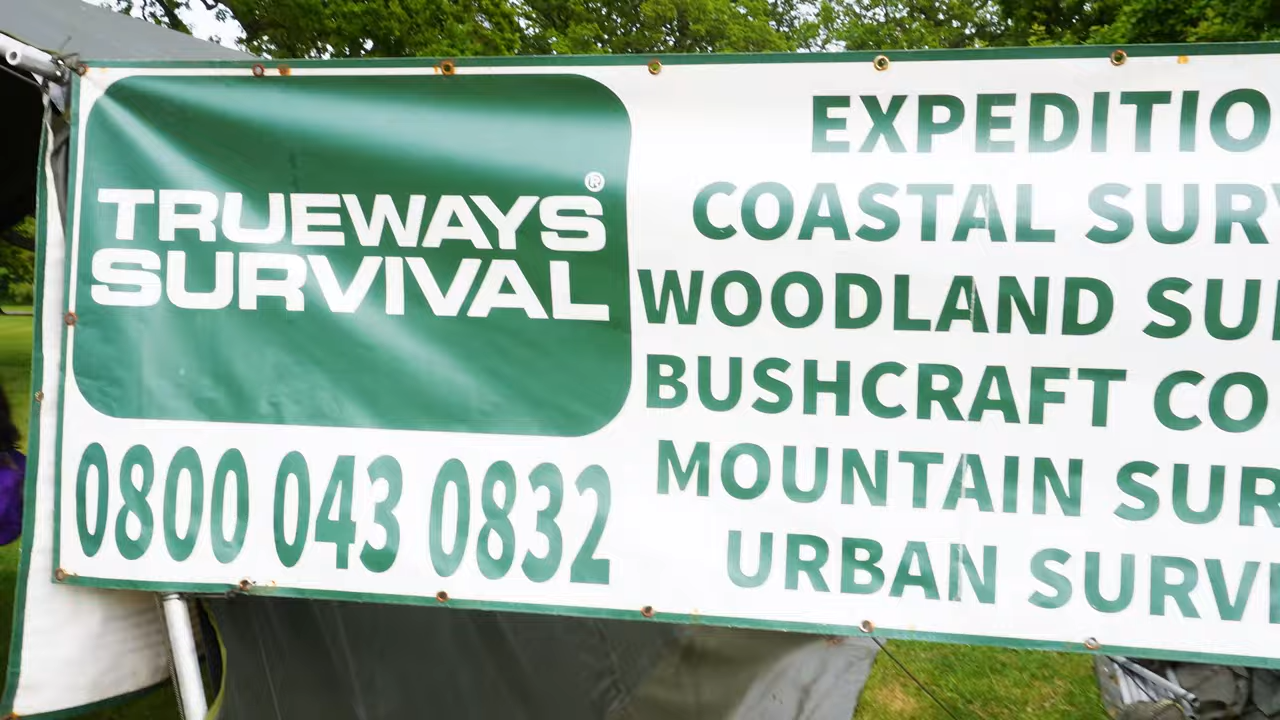 TRUEWAYS®
SURVIVAL
0800 043 0832
EXPEDITIO
COASTAL SURV
WOODLAND SU
BUSHCRAFT CO
MOUNTAIN SUR
URBAN SURVI